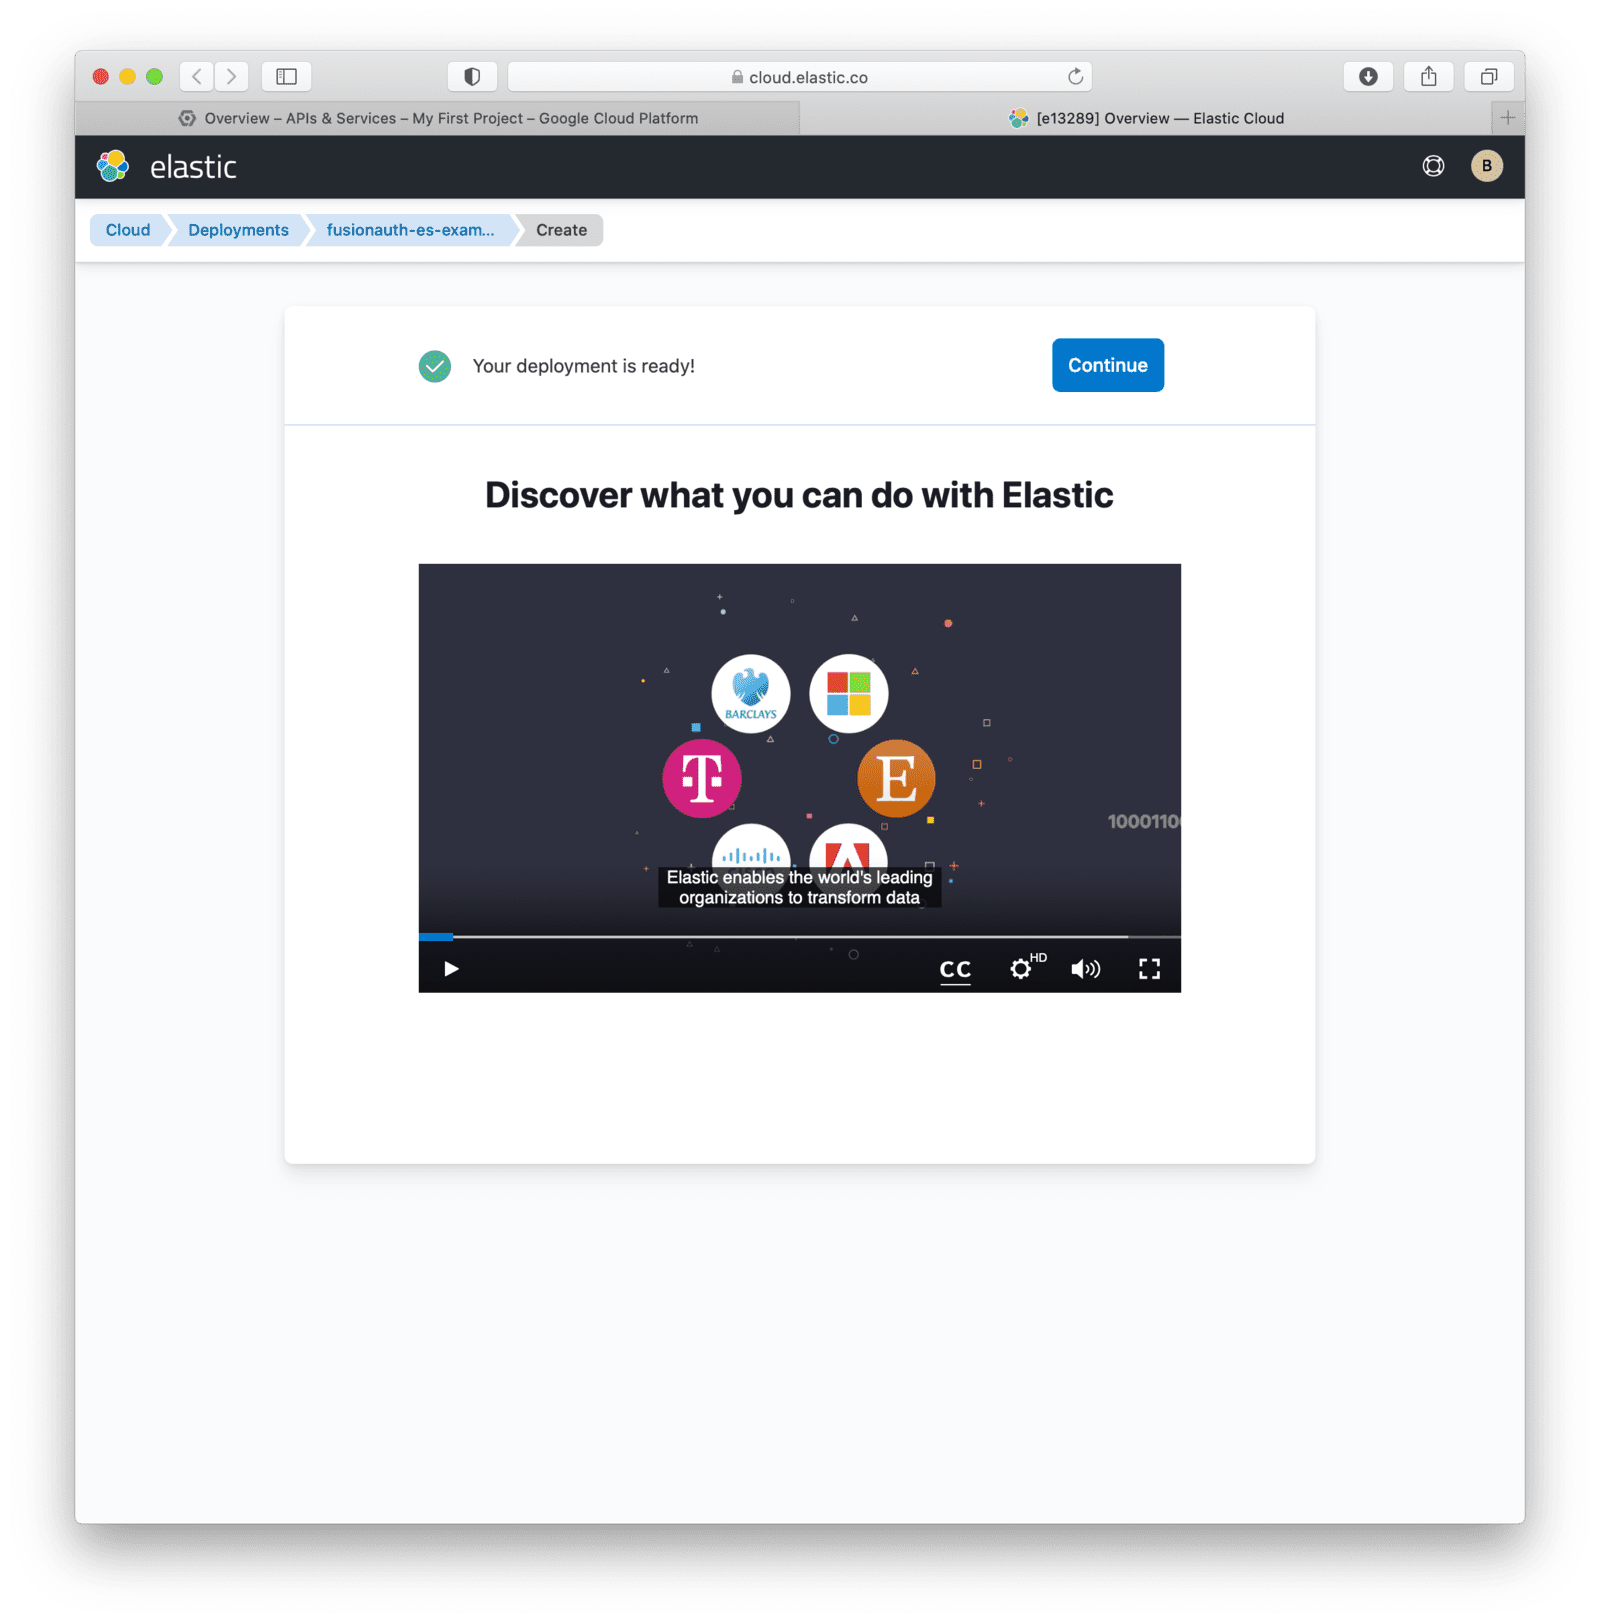 cloud.elastic.co
Overview – APIs & Services – My First Project – Google Cloud Platform
[e13289] Overview — Elastic Cloud
elastic
B
Cloud
Deployments
fusionauth-es-exam...
Create
Your deployment is ready!
Continue
Discover what you can do with Elastic
BARCLAYS
T
E
Elastic enables the world's leading
organizations to transform data
CC
HD